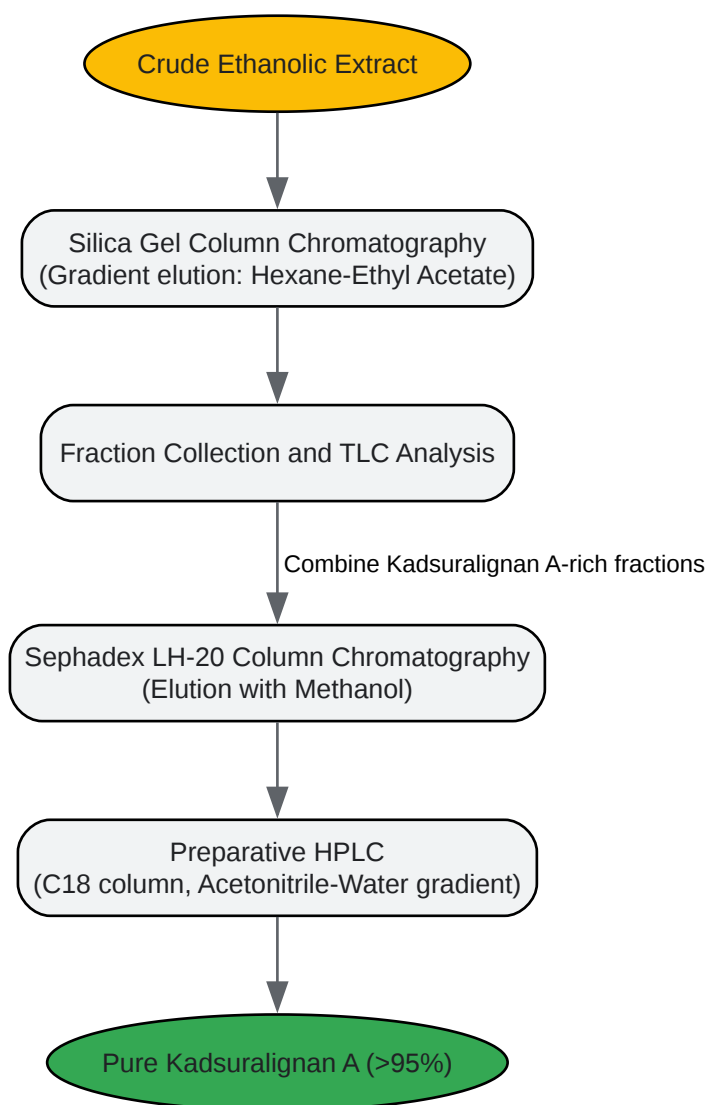 Crude Ethanolic Extract
Silica Gel Column Chromatography
(Gradient elution: Hexane-Ethyl Acetate)
Fraction Collection and TLC Analysis
Combine Kadsuralignan A-rich fractions
Sephadex LH-20 Column Chromatography
(Elution with Methanol)
Preparative HPLC
(C18 column, Acetonitrile-Water gradient)
Pure Kadsuralignan A (>95%)